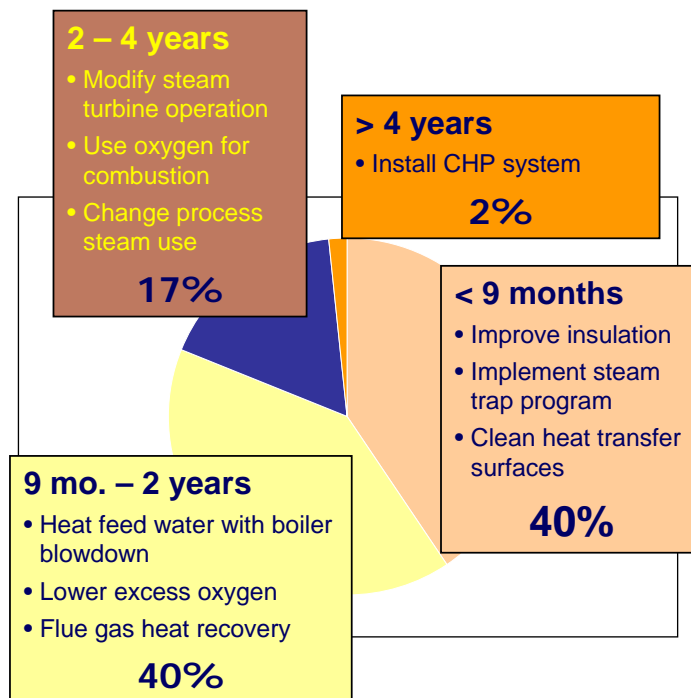 2 – 4 years
• Modify steam
turbine operation
• Use oxygen for
combustion
• Change process
steam use
17%
> 4 years
• Install CHP system
2%
< 9 months
• Improve insulation
• Implement steam
trap program
• Clean heat transfer
surfaces
40%
9 mo. – 2 years
• Heat feed water with boiler
blowdown
• Lower excess oxygen
• Flue gas heat recovery
40%